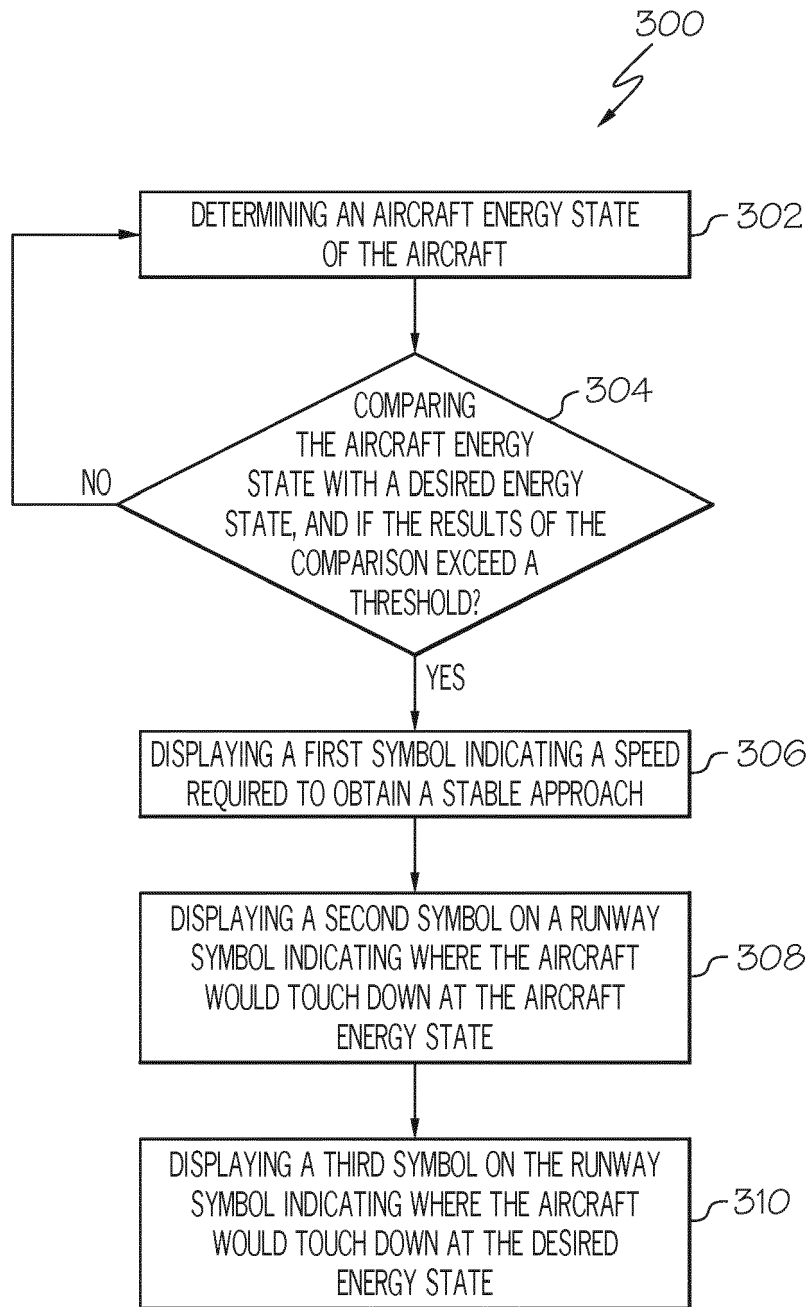 300
DETERMINING AN AIRCRAFT ENERGY STATE
OF THE AIRCRAFT
302
COMPARING
THE AIRCRAFT ENERGY
STATE WITH A DESIRED ENERGY
STATE, AND IF THE RESULTS OF THE
COMPARISON EXCEED A
THRESHOLD?
304
NO
YES
DISPLAYING A FIRST SYMBOL INDICATING A SPEED
REQUIRED TO OBTAIN A STABLE APPROACH
306
DISPLAYING A SECOND SYMBOL ON A RUNWAY
SYMBOL INDICATING WHERE THE AIRCRAFT
WOULD TOUCH DOWN AT THE AIRCRAFT
ENERGY STATE
308
DISPLAYING A THIRD SYMBOL ON THE RUNWAY
SYMBOL INDICATING WHERE THE AIRCRAFT
WOULD TOUCH DOWN AT THE DESIRED
ENERGY STATE
310